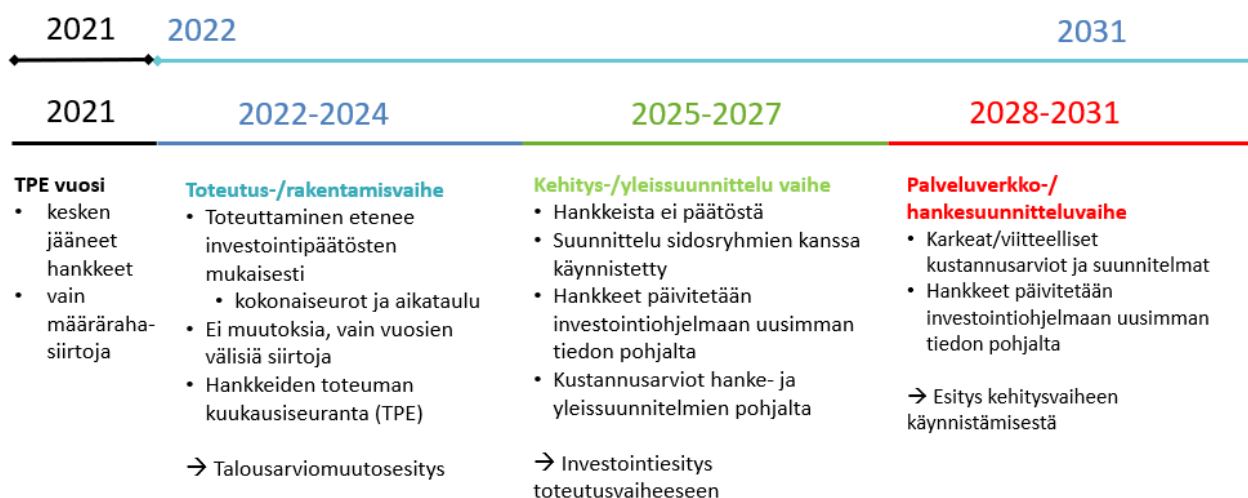 2021 2022 2031
2021 2022-2024 2025-2027 2028-2031
TPE vuosi
• kesken
jääneet
hankkeet
• vain
määräraha-
siirtoja
Toteutus-/rakentamisvaihe
• Toteuttaminen etenee
investointipäätösten
mukaisesti
• kokonaiseurot ja aikataulu
• Ei muutoksia, vain vuosien
välisiä siirtoja
• Hankkeiden toteuman
kuukausiseuranta (TPE)
→ Talousarviomuutosesitys
Kehitys-/yleissuunnittelu vaihe
• Hankkeista ei päätöstä
• Suunnittelu sidosryhmien kanssa
käynnistetty
• Hankkeet päivitetään
investointiohjelmaan uusimman
tiedon pohjalta
• Kustannusarviot hanke- ja
yleissuunnitelmien pohjalta
→ Investointiesitys
toteutusvaiheeseen
Palveluverkko-/
hankesuunnitteluvaihe
• Karkeat/viitteelliset
kustannusarviot ja suunnitelmat
• Hankkeet päivitetään
investointiohjelmaan uusimman
tiedon pohjalta
→ Esitys kehitysvaiheen
käynnistämisestä